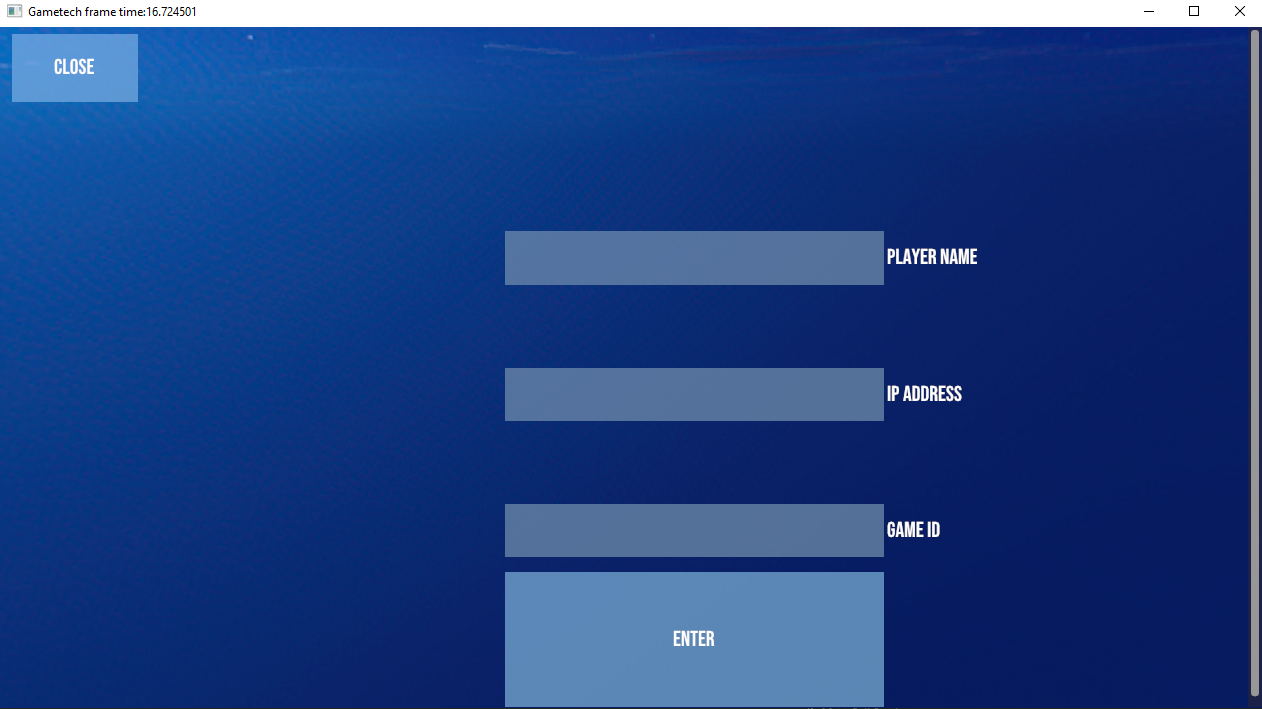 Gametech frame time:16.724501
CLOSE
PLAYER NAME
IP ADDRESS
GAME ID
ENTER